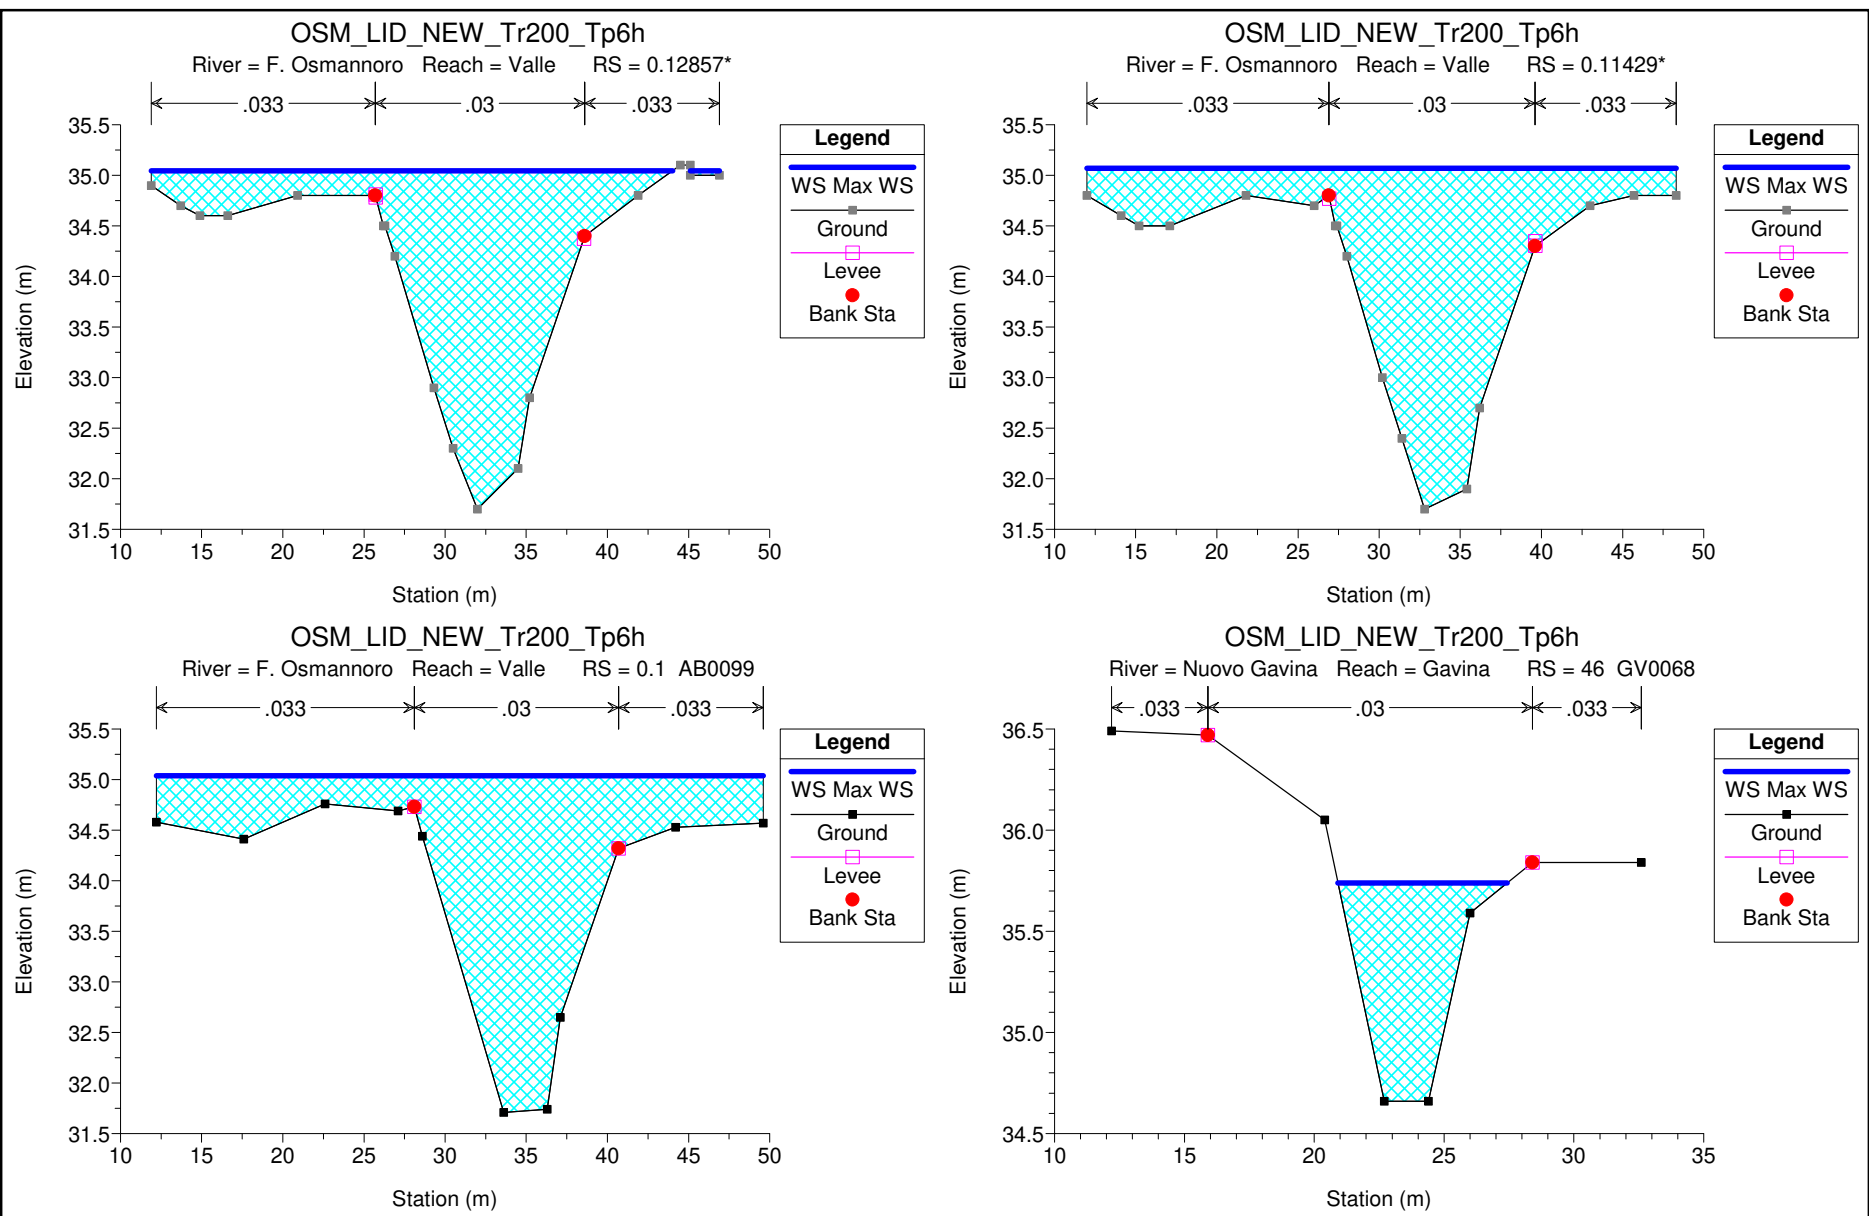 OSM_LID_NEW_Tr200_Tp6h
River = F. Osmannoro Reach = Valle RS = 0.12857*
.033 .03 .033
35.5
35.0
34.5
34.0
33.5
33.0
32.5
32.0
31.5
Elevation (m)
10 15 20 25 30 35 40 45 50
Station (m)
Legend
WS Max WS
Ground
Levee
Bank Sta
OSM_LID_NEW_Tr200_Tp6h
River = F. Osmannoro Reach = Valle RS = 0.11429*
.033 .03 .033
35.5
35.0
34.5
34.0
33.5
33.0
32.5
32.0
31.5
Elevation (m)
10 15 20 25 30 35 40 45 50
Station (m)
Legend
WS Max WS
Ground
Levee
Bank Sta
OSM_LID_NEW_Tr200_Tp6h
River = F. Osmannoro Reach = Valle RS = 0.1 AB0099
.033 .03 .033
35.5
35.0
34.5
34.0
33.5
33.0
32.5
32.0
31.5
Elevation (m)
10 15 20 25 30 35 40 45 50
Station (m)
Legend
WS Max WS
Ground
Levee
Bank Sta
OSM_LID_NEW_Tr200_Tp6h
River = Nuovo Gavina Reach = Gavina RS = 46 GV0068
.033 .03 .033
36.5
36.0
35.5
35.0
34.5
Elevation (m)
10 15 20 25 30 35
Station (m)
Legend
WS Max WS
Ground
Levee
Bank Sta